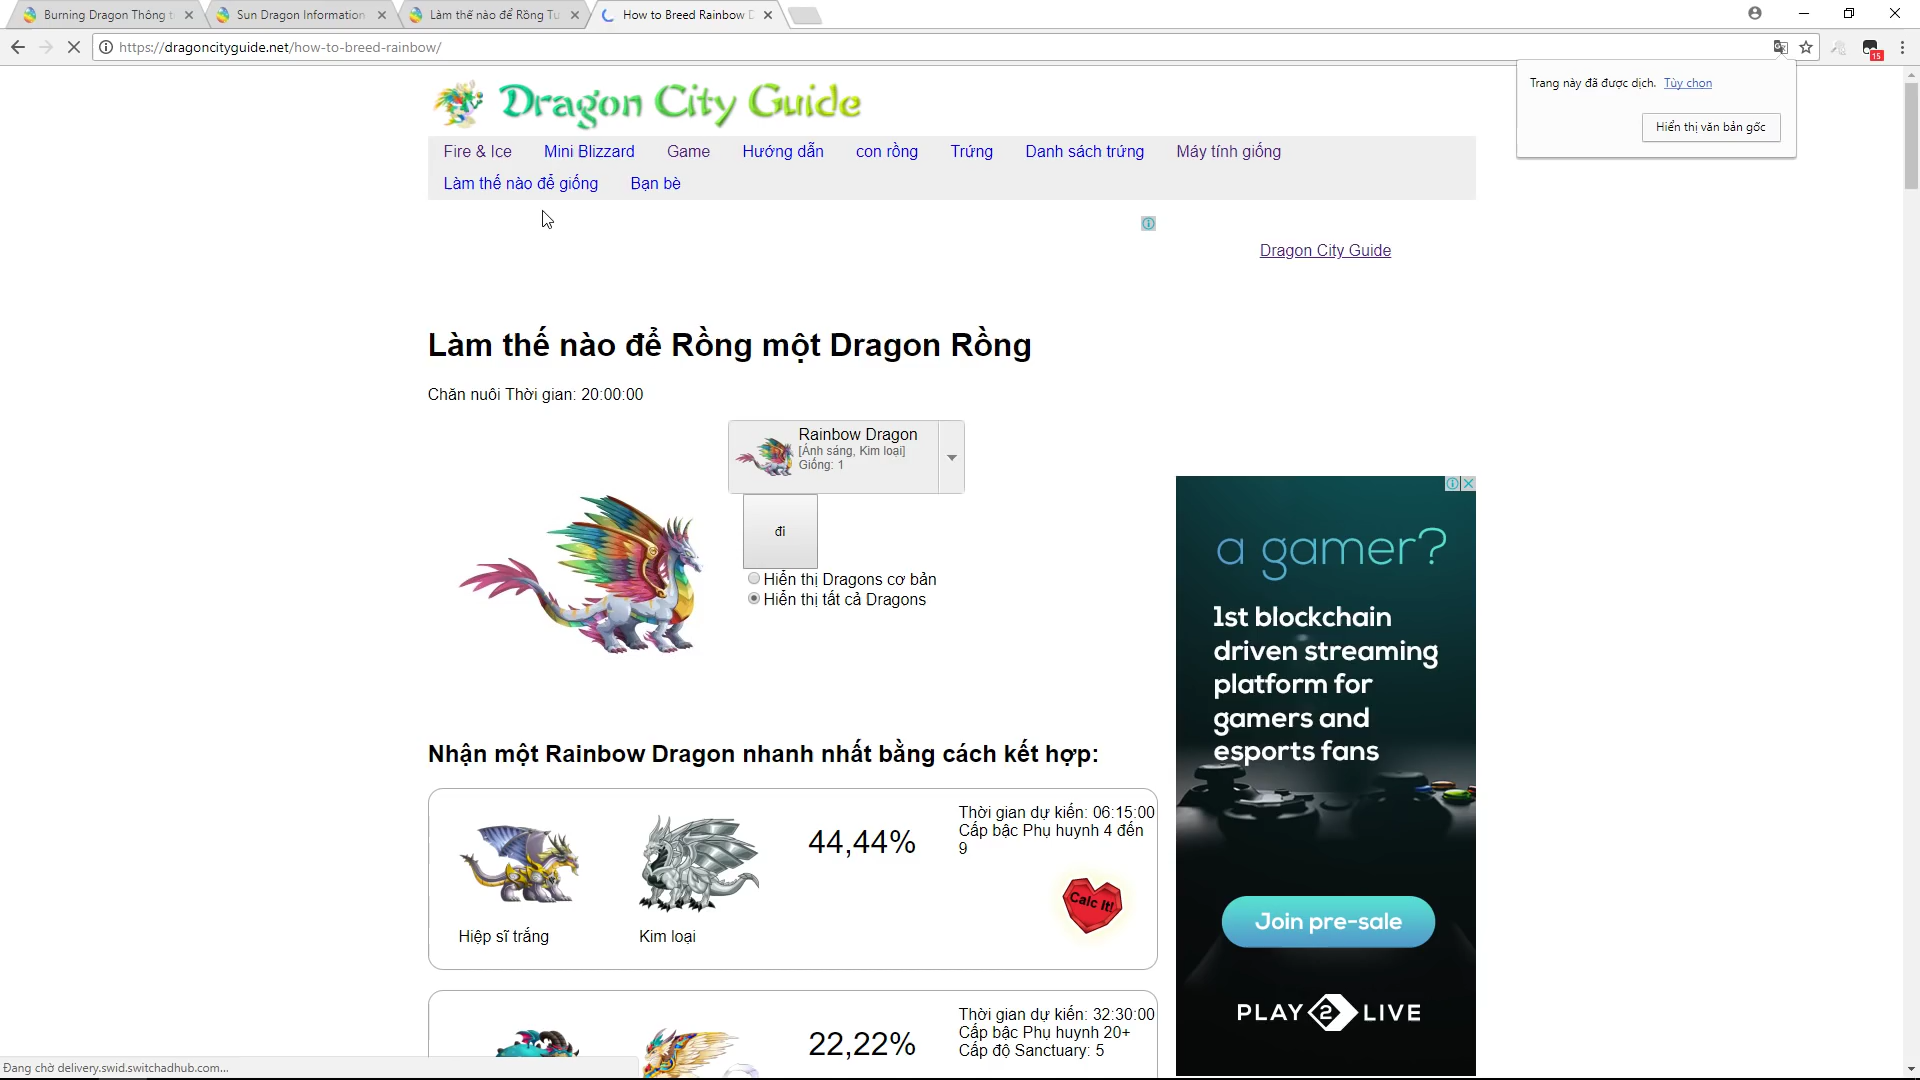 Burning Dragon Thông t
Sun Dragon Information
Làm thế nào để Rồng Tu
How to Breed Rainbow D
https://dragoncityguide.net/how-to-breed-rainbow/
15
Trang này đã được dịch. Tùy chọn
Hiển thị văn bản gốc
Dragon City Guide
Fire & Ice Mini Blizzard Game Hướng dẫn con rồng Trứng Danh sách trứng Máy tính giống
Làm thế nào để giống Bạn bè
Dragon City Guide
Làm thế nào để Rồng một Dragon Rồng
Chăn nuôi Thời gian: 20:00:00
Rainbow Dragon
[Ánh sáng, Kim loại]
Giống: 1
đi
Hiển thị Dragons cơ bản
Hiển thị tất cả Dragons
a gamer?
1st blockchain
driven streaming
platform for
gamers and
esports fans
Join pre-sale
PLAY 2 LIVE
Nhận một Rainbow Dragon nhanh nhất bằng cách kết hợp:
44,44%
Thời gian dự kiến: 06:15:00
Cấp bậc Phụ huynh 4 đến
9
Calc It!
Hiệp sĩ trắng
Kim loại
22,22%
Thời gian dự kiến: 32:30:00
Cấp bậc Phụ huynh 20+
Cấp độ Sanctuary: 5
Đang chờ delivery.swid.switchadhub.com...